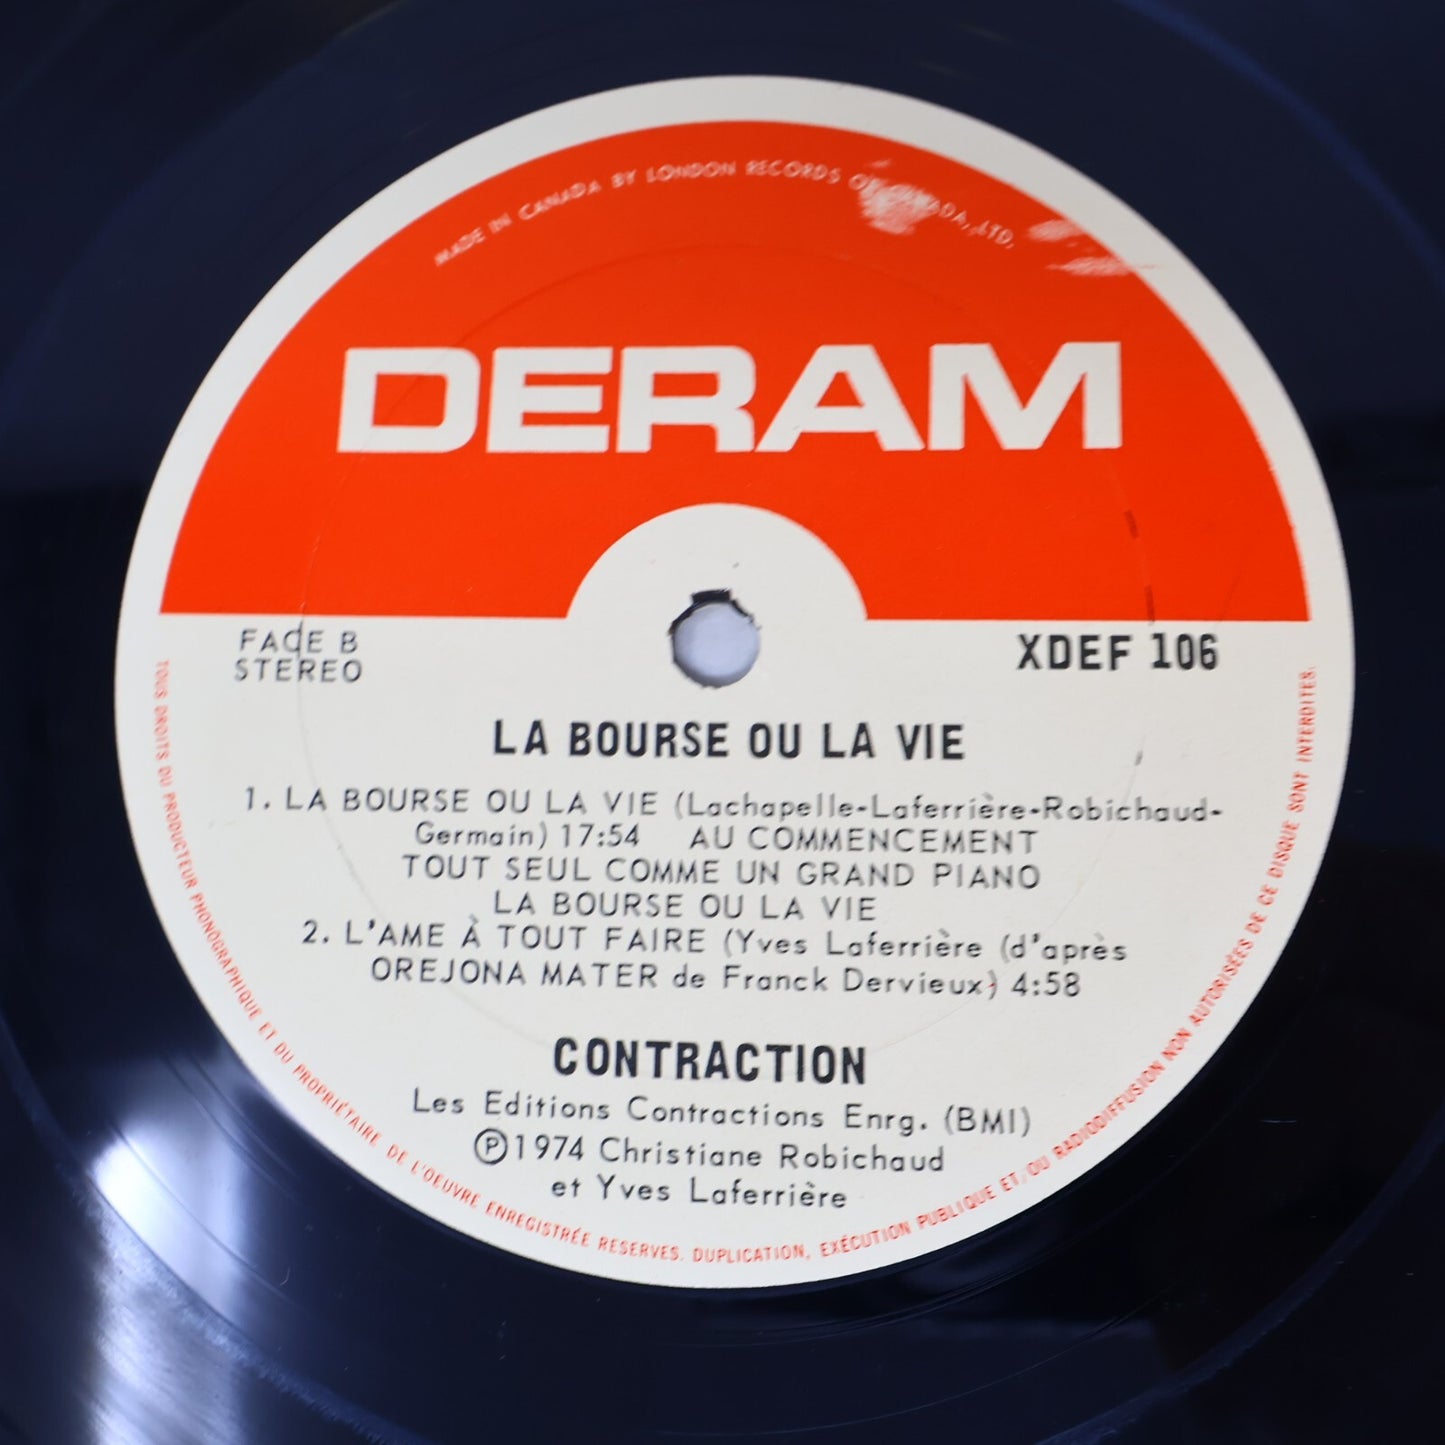 MADE IN CANADA BY LONDON RECORDS OF CANADA, LTD.
DERAM
FACE B
STEREO
XDEF 106
LA BOURSE OU LA VIE
1. LA BOURSE OU LA VIE (Lachapelle-Laferrière-Robichaud-
Germain) 17:54 AU COMMENCEMENT
TOUT SEUL COMME UN GRAND PIANO
LA BOURSE OU LA VIE
2. L'AME À TOUT FAIRE (Yves Laferrière (d'après
OREJONA MATER de Franck Dervieux) 4:58
CONTRACTION
Les Editions Contractions Enrg. (BMI)
Ⓟ1974 Christiane Robichaud
et Yves Laferrière
TOUS DROITS DU PRODUCTEUR PHONOGRAPHIQUE ET DU PROPRIÉTAIRE DE L'OEUVRE ENREGISTRÉE RESERVES. DUPLICATION, EXÉCUTION PUBLIQUE ET/OU RADIODIFFUSION NON AUTORISÉES DE CE DISQUE SONT INTERDITES.